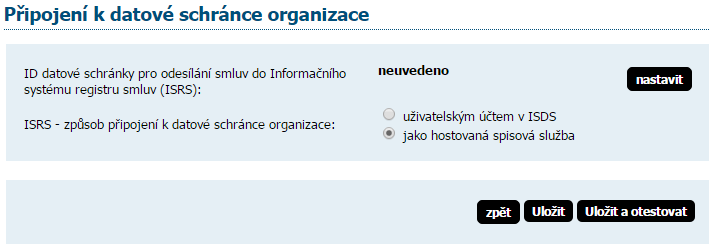 Připojení k datové schránce organizace
ID datové schránky pro odesílání smluv do Informačního
systému registru smluv (ISRS):
neuvedeno
nastavit
ISRS - způsob připojení k datové schránce organizace:
uživatelským účtem v ISDS
jako hostovaná spisová služba
zpět
Uložit
Uložit a otestovat